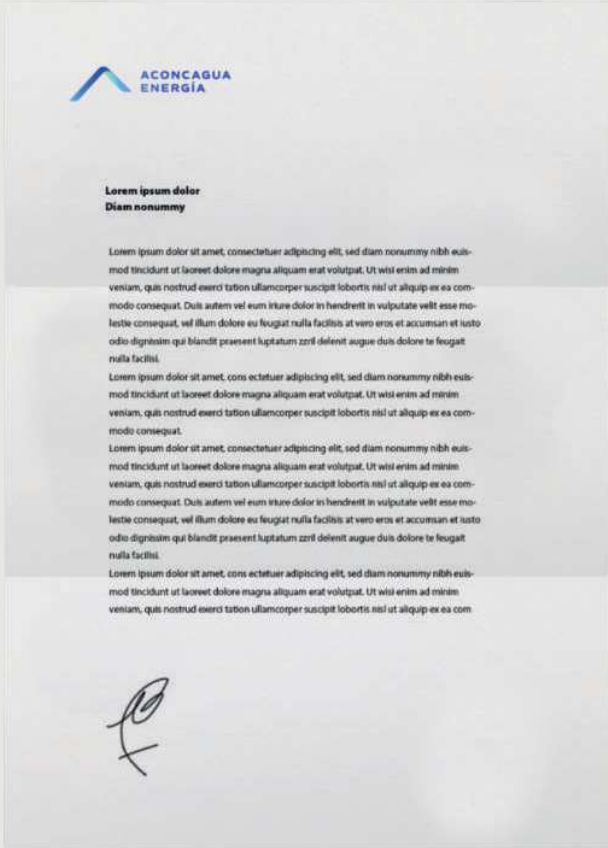 ACONCAGUA
ENERGÍA
Lorem ipsum dolor
Diam nonummy
Lorem ipsum dolor sit amet, consectetuer adipiscing elit, sed diam nonummy nibh euis-
mod tincidunt ut laoreet dolore magna aliquam erat volutpat. Ut wisi enim ad minim
veniam, quis nostrud exerci tation ullamcorper suscipit lobortis nisl ut aliquip ex ea com-
modo consequat. Duis autem vel eum iriure dolor in hendrerit in vulputate velit esse mo-
lestie consequat, vel illum dolore eu feugiat nulla facilisis at vero eros et accumsan et iusto
odio dignissim qui blandit praesent luptatum zzril delenit augue duis dolore te feugait
nulla facilisi.
Lorem ipsum dolor sit amet, cons ectetuer adipiscing elit, sed diam nonummy nibh euis-
mod tincidunt ut laoreet dolore magna aliquam erat volutpat. Ut wisi enim ad minim
veniam, quis nostrud exerci tation ullamcorper suscipit lobortis nisl ut aliquip ex ea com-
modo consequat.
Lorem ipsum dolor sit amet, consectetuer adipiscing elit, sed diam nonummy nibh euis-
mod tincidunt ut laoreet dolore magna aliquam erat volutpat. Ut wisi enim ad minim
veniam, quis nostrud exerci tation ullamcorper suscipit lobortis nisl ut aliquip ex ea com-
modo consequat. Duis autem vel eum iriure dolor in hendrerit in vulputate velit esse mo-
lestie consequat, vel illum dolore eu feugiat nulla facilisis at vero eros et accumsan et iusto
odio dignissim qui blandit praesent luptatum zzril delenit augue duis dolore te feugait
nulla facilisi.
Lorem ipsum dolor sit amet, cons ectetuer adipiscing elit, sed diam nonummy nibh euis-
mod tincidunt ut laoreet dolore magna aliquam erat volutpat. Ut wisi enim ad minim
veniam, quis nostrud exerci tation ullamcorper suscipit lobortis nisl ut aliquip ex ea com